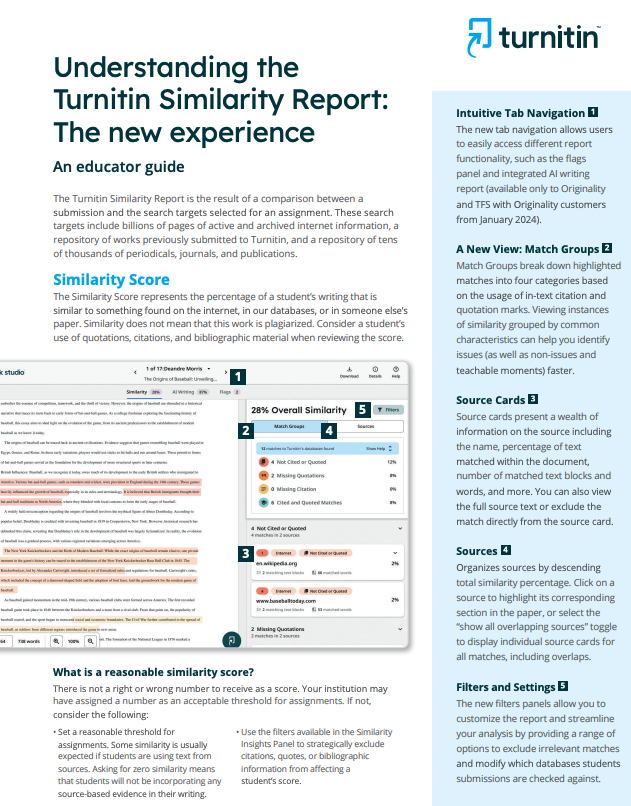 turnitin™
Understanding the
Turnitin Similarity Report:
The new experience
An educator guide
The Turnitin Similarity Report is the result of a comparison between a
submission and the search targets selected for an assignment. These search
targets include billions of pages of active and archived internet information, a
repository of works previously submitted to Turnitin, and a repository of tens
of thousands of periodicals, journals, and publications.
Similarity Score
The Similarity Score represents the percentage of a student's writing that is
similar to something found on the internet, in our databases, or in someone else's
paper. Similarity does not mean that this work is plagiarized. Consider a student's
use of quotations, citations, and bibliographic material when reviewing the score.
k studio
1 of 17: Deandre Morris
The Origins of Baseball: Unveiling...
1
Download
Details
Help
Similarity 28%
AI Writing
Flags
28% Overall Similarity
5
Filters
2
Match Groups
4
Sources
12 matches to Turnitin's databases found
Show Help
4 Not Cited or Quoted 12%
2 Missing Quotations 8%
0 Missing Citation 0%
6 Cited and Quoted Matches 8%
4 Not Cited or Quoted
4 matches in 2 sources
3
1 Internet Not Cited or Quoted
en.wikipedia.org 2%
2 matching text blocks
4 Internet Not Cited or Quoted
www.baseballtoday.com 2%
2 matching text blocks
2 Missing Quotations
2 matches in 2 sources
738 words
100%
What is a reasonable similarity score?
There is not a right or wrong number to receive as a score. Your institution may
have assigned a number as an acceptable threshold for assignments. If not,
consider the following:
• Set a reasonable threshold for
assignments. Some similarity is usually
expected if students are using text from
sources. Asking for zero similarity means
that students will not be incorporating any
source-based evidence in their writing.
• Use the filters available in the Similarity
Insights Panel to strategically exclude
citations, quotes, or bibliographic
information from affecting a
student's score.
Intuitive Tab Navigation 1
The new tab navigation allows users
to easily access different report
functionality, such as the flags
panel and integrated AI writing
report (available only to Originality
and TFS with Originality customers
from January 2024).
A New View: Match Groups 2
Match Groups break down highlighted
matches into four categories based
on the usage of in-text citation and
quotation marks. Viewing instances
of similarity grouped by common
characteristics can help you identify
issues (as well as non-issues and
teachable moments) faster.
Source Cards 3
Source cards present a wealth of
information on the source including
the name, percentage of text
matched within the document,
number of matched text blocks and
words, and more. You can also view
the full source text or exclude the
match directly from the source card.
Sources 4
Organizes sources by descending
total similarity percentage. Click on a
source to highlight its corresponding
section in the paper, or select the
"show all overlapping sources" toggle
to display individual source cards for
all matches, including overlaps.
Filters and Settings 5
The new filters panel allow you to
customize the report and streamline
your analysis by providing a range of
options to exclude irrelevant matches
and modify which databases students
submissions are checked against.